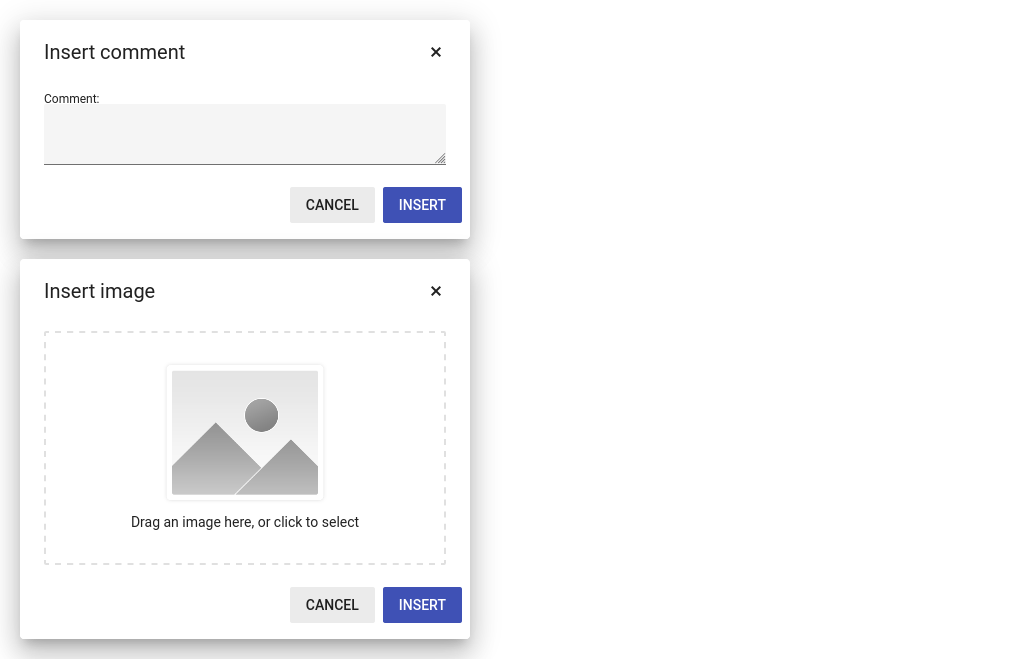 Insert comment
Comment:
CANCEL INSERT
Insert image
Drag an image here, or click to select
CANCEL INSERT